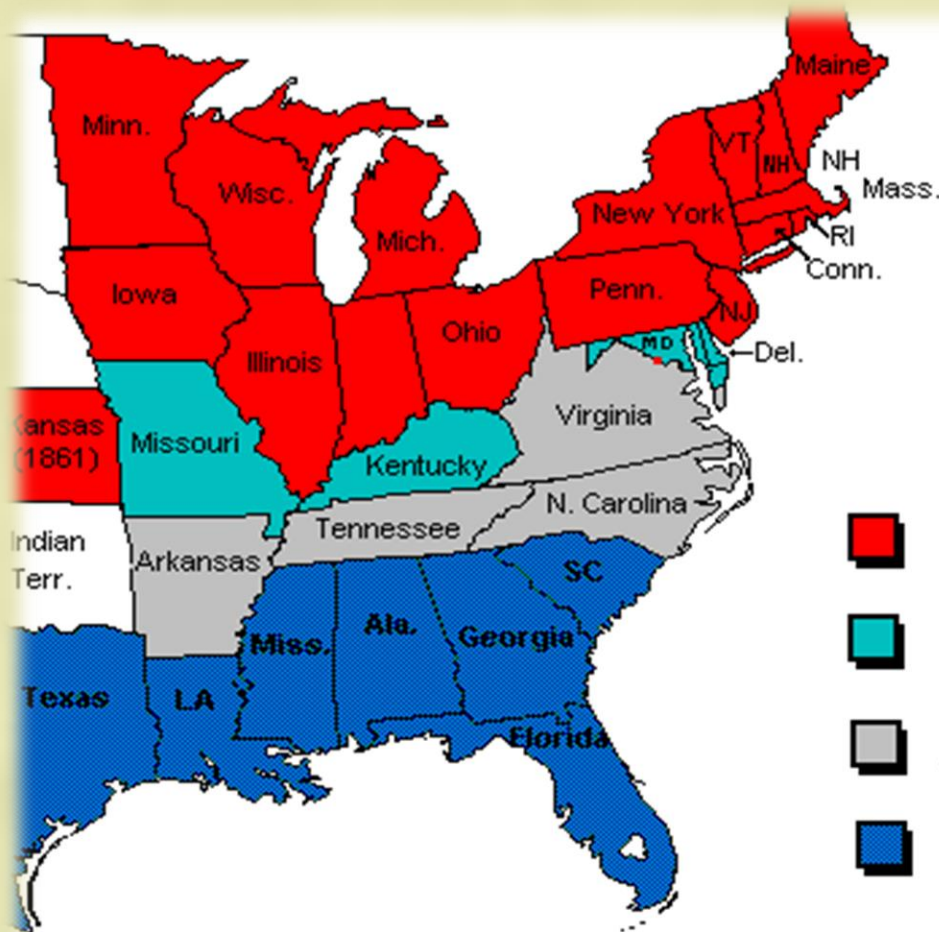 Maine
Minn.
VT
NH
NH
Wisc.
Mass.
New York
Mich.
RI
Conn.
Iowa
Penn.
NJ
Ohio
MD
Del.
Illinois
Virginia
Kansas
(1861)
Missouri
Kentucky
N. Carolina
Tennessee
Indian
Terr.
Arkansas
SC
Ala.
Miss.
Georgia
Texas
LA
Florida